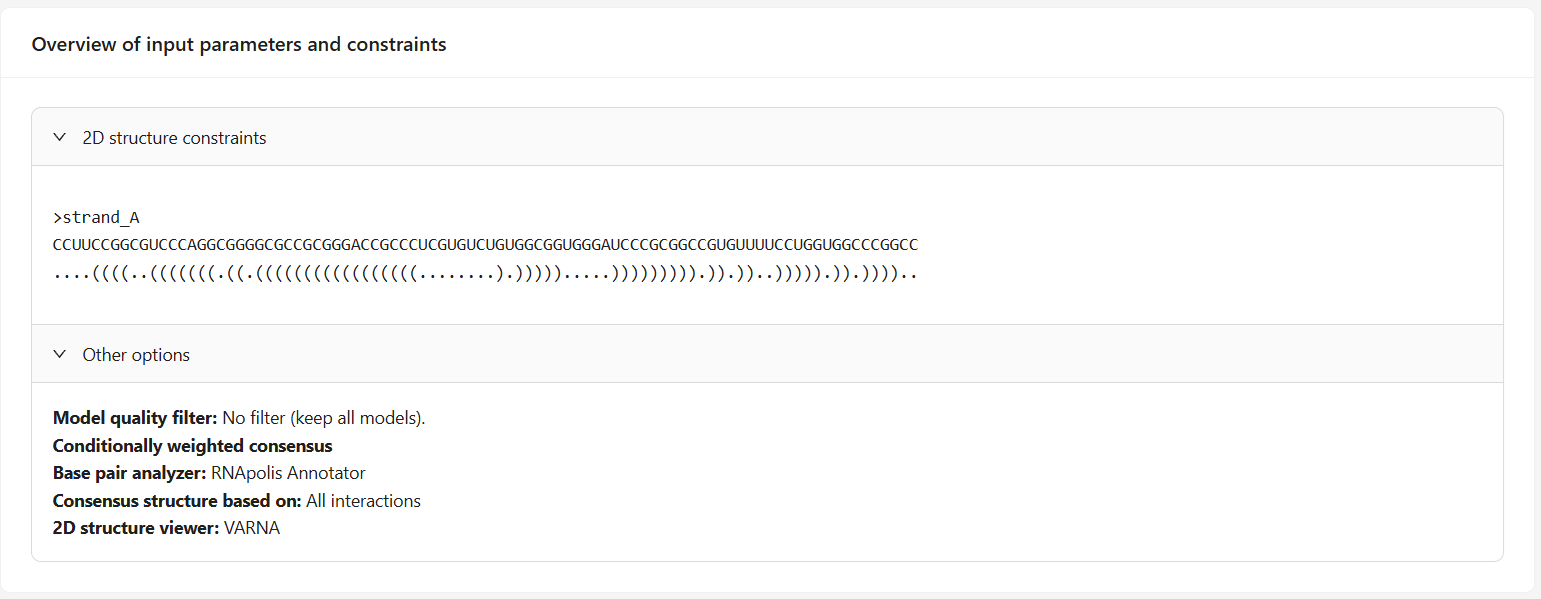 Overview of input parameters and constraints
2D structure constraints
>strand_A
CCUUCCGGCGUCCCAGGCGGGGCGCCGCGGGACCGCCCUCGUGUCUGUGGCGGUGGGAUCCCGCGGCCGUGUUUUCCUGGUGGCCCGGCC
....((((..(((((((.((.(((((((((((((((((........).))))).....))))))))).)).))..))))).)).))))..
Other options
Model quality filter: No filter (keep all models).
Conditionally weighted consensus
Base pair analyzer: RNApolis Annotator
Consensus structure based on: All interactions
2D structure viewer: VARNA